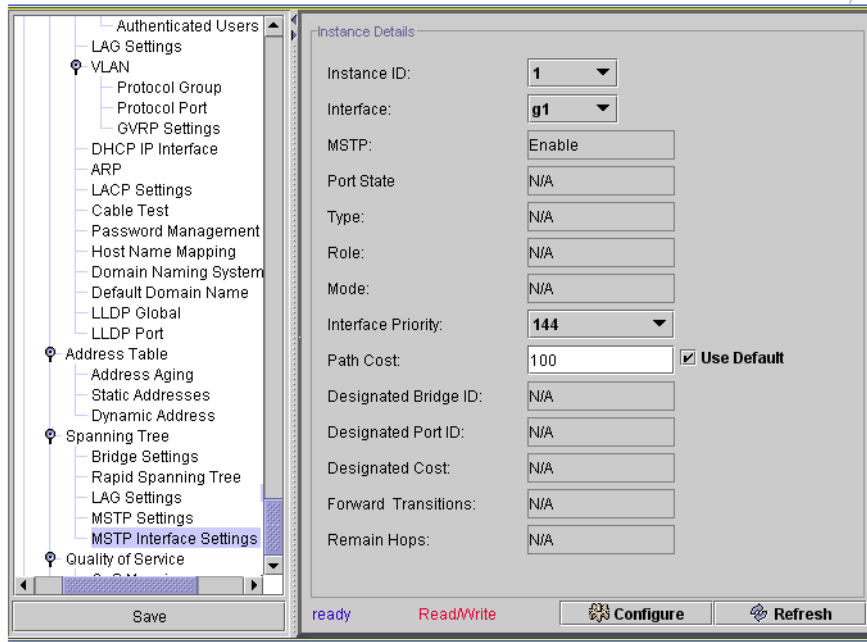 Authenticated Users
LAG Settings
VLAN
Protocol Group
Protocol Port
GVRP Settings
DHCP IP Interface
ARP
LACP Settings
Cable Test
Password Management
Host Name Mapping
Domain Naming System
Default Domain Name
LLDP Global
LLDP Port
Address Table
Address Aging
Static Addresses
Dynamic Address
Spanning Tree
Bridge Settings
Rapid Spanning Tree
LAG Settings
MSTP Settings
MSTP Interface Settings
Quality of Service
Save
Instance Details
Instance ID: 1
Interface: g1
MSTP: Enable
Port State N/A
Type: N/A
Role: N/A
Mode: N/A
Interface Priority: 144
Path Cost: 100 Use Default
Designated Bridge ID: N/A
Designated Port ID: N/A
Designated Cost: N/A
Forward Transitions: N/A
Remain Hops: N/A
ready Read/Write Configure Refresh